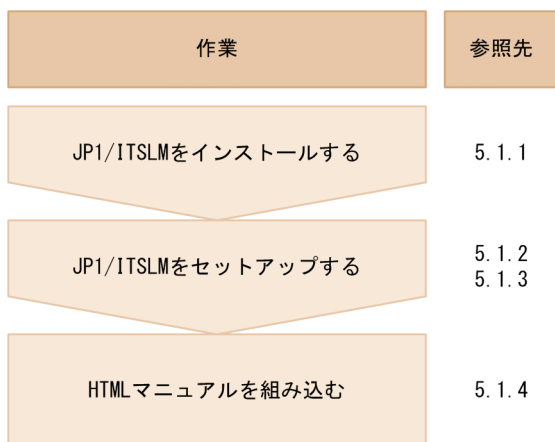 作業
参照先
JP1/ITSLMをインストールする
5.1.1
JP1/ITSLMをセットアップする
5.1.2
5.1.3
HTMLマニュアルを組み込む
5.1.4